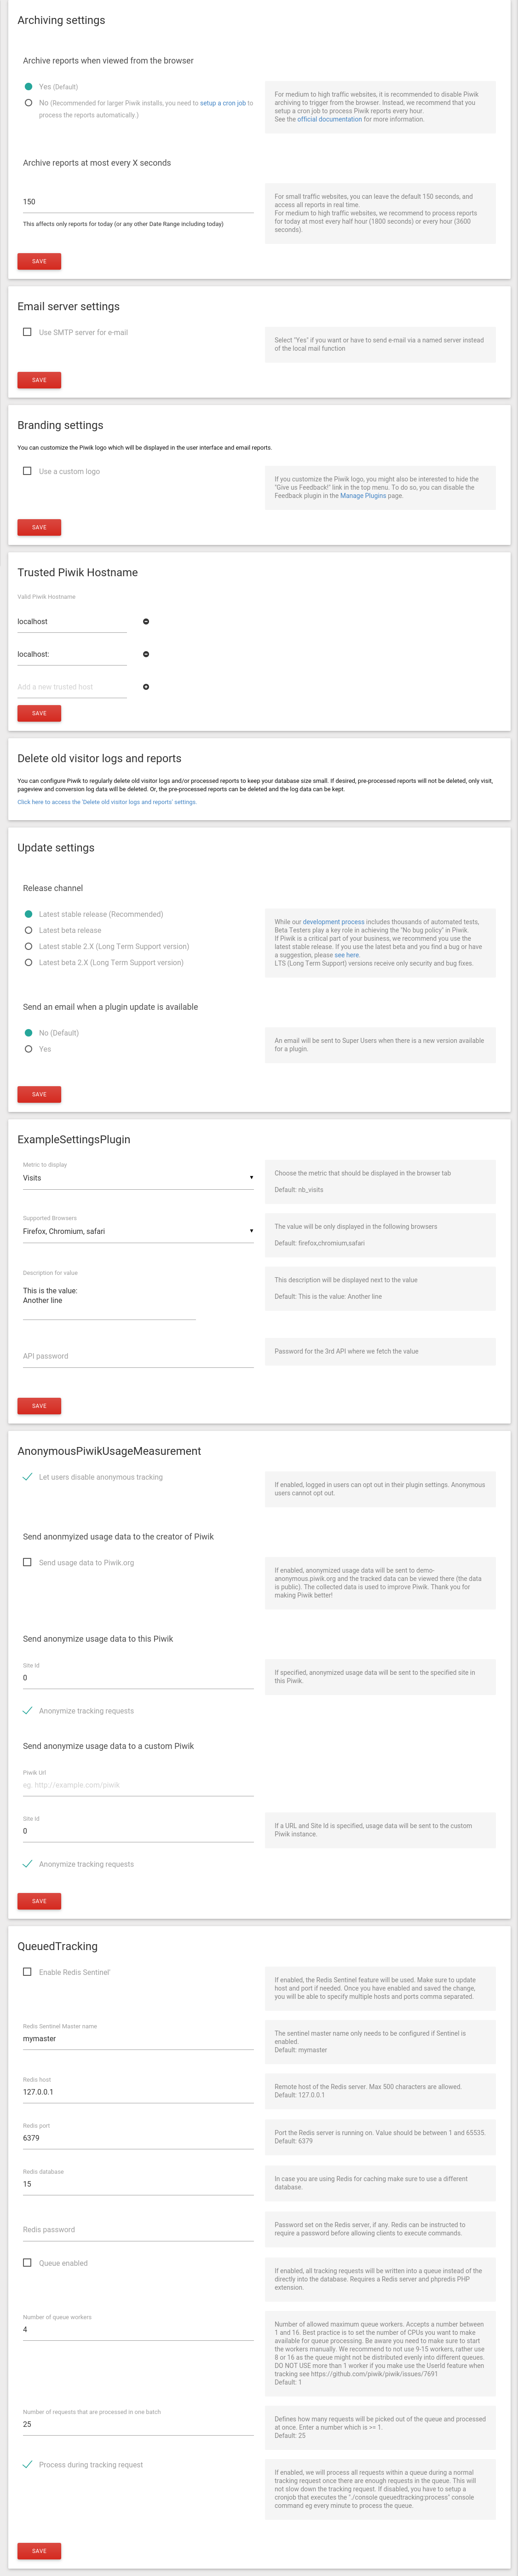 Archiving settings
Archive reports when viewed from the browser
Yes (Default)
No (Recommended for larger Piwik installs, you need to setup a cron job to
process the reports automatically.)
For medium to high traffic websites, it is recommended to disable Piwik
archiving to trigger from the browser. Instead, we recommend that you
setup a cron job to process Piwik reports every hour.
See the official documentation for more information.
Archive reports at most every X seconds
150
This affects only reports for today (or any other Date Range including today)
For small traffic websites, you can leave the default 150 seconds, and
access all reports in real time.
For medium to high traffic websites, we recommend to process reports
for today at most every half hour (1800 seconds) or every hour (3600
seconds).
SAVE
Email server settings
Use SMTP server for e-mail
Select "Yes" if you want or have to send e-mail via a named server instead
of the local mail function
SAVE
Branding settings
You can customize the Piwik logo which will be displayed in the user interface and email reports.
Use a custom logo
If you customize the Piwik logo, you might also be interested to hide the
"Give us Feedback!" link in the top menu. To do so, you can disable the
Feedback plugin in the Manage Plugins page.
SAVE
Trusted Piwik Hostname
Valid Piwik Hostname
localhost
localhost:
Add a new trusted host
SAVE
Delete old visitor logs and reports
You can configure Piwik to regularly delete old visitor logs and/or processed reports to keep your database size small. If desired, pre-processed reports will not be deleted, only visit,
pageview and conversion log data will be deleted. Or, the pre-processed reports can be deleted and the log data can be kept.
Click here to access the 'Delete old visitor logs and reports' settings.
Update settings
Release channel
Latest stable release (Recommended)
Latest beta release
Latest stable 2.X (Long Term Support version)
Latest beta 2.X (Long Term Support version)
While our development process includes thousands of automated tests,
Beta Testers play a key role in achieving the "No bug policy" in Piwik.
If Piwik is a critical part of your business, we recommend you use the
latest stable release. If you use the latest beta and you find a bug or have
a suggestion, please see here.
LTS (Long Term Support) versions receive only security and bug fixes.
Send an email when a plugin update is available
No (Default)
Yes
An email will be sent to Super Users when there is a new version available
for a plugin.
SAVE
ExampleSettingsPlugin
Metric to display
Visits
Choose the metric that should be displayed in the browser tab
Default: nb_visits
Supported Browsers
Firefox, Chromium, safari
The value will be only displayed in the following browsers
Default: firefox,chromium,safari
Description for value
This is the value:
Another line
This description will be displayed next to the value
Default: This is the value: Another line
API password
Password for the 3rd API where we fetch the value
SAVE
AnonymousPiwikUsageMeasurement
Let users disable anonymous tracking
If enabled, logged in users can opt out in their plugin settings. Anonymous
users cannot opt out.
Send anonmyized usage data to the creator of Piwik
Send usage data to Piwik.org
If enabled, anonymized usage data will be sent to demo-
anonymous.piwik.org and the tracked data can be viewed there (the data
is public). The collected data is used to improve Piwik. Thank you for
making Piwik better!
Send anonymize usage data to this Piwik
Site Id
0
If specified, anonymized usage data will be sent to the specified site in
this Piwik.
Anonymize tracking requests
Send anonymize usage data to a custom Piwik
Piwik Url
eg. http://example.com/piwik
Site Id
0
If a URL and Site Id is specified, usage data will be sent to the custom
Piwik instance.
Anonymize tracking requests
SAVE
QueuedTracking
Enable Redis Sentinel'
If enabled, the Redis Sentinel feature will be used. Make sure to update
host and port if needed. Once you have enabled and saved the change,
you will be able to specify multiple hosts and ports comma separated.
Redis Sentinel Master name
mymaster
The sentinel master name only needs to be configured if Sentinel is
enabled.
Default: mymaster
Redis host
127.0.0.1
Remote host of the Redis server. Max 500 characters are allowed.
Default: 127.0.0.1
Redis port
6379
Port the Redis server is running on. Value should be between 1 and 65535.
Default: 6379
Redis database
15
In case you are using Redis for caching make sure to use a different
database.
Redis password
Password set on the Redis server, if any. Redis can be instructed to
require a password before allowing clients to execute commands.
Queue enabled
If enabled, all tracking requests will be written into a queue instead of the
directly into the database. Requires a Redis server and phpredis PHP
extension.
Number of queue workers
4
Number of allowed maximum queue workers. Accepts a number between
1 and 16. Best practice is to set the number of CPUs you want to make
available for queue processing. Be aware you need to make sure to start
the workers manually. We recommend to not use 9-15 workers, rather use
8 or 16 as the queue might not be distributed evenly into different queues.
DO NOT USE more than 1 worker if you make use the UserId feature when
tracking see https://github.com/piwik/piwik/issues/7691
Default: 1
Number of requests that are processed in one batch
25
Defines how many requests will be picked out of the queue and processed
at once. Enter a number which is >= 1.
Default: 25
Process during tracking request
If enabled, we will process all requests within a queue during a normal
tracking request once there are enough requests in the queue. This will
not slow down the tracking request. If disabled, you have to setup a
cronjob that executes the "./console queuedtracking:process" console
command eg every minute to process the queue.
SAVE